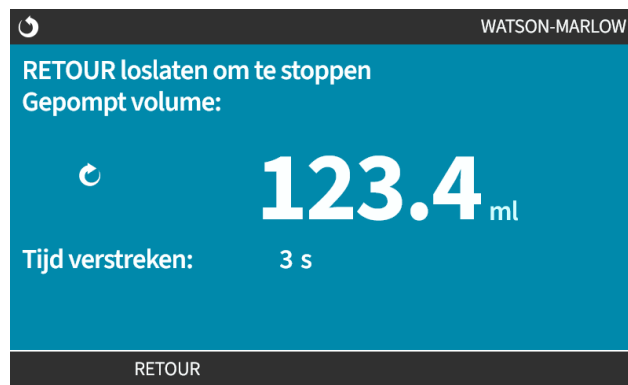 WATSON-MARLOW
RETOUR loslaten om te stoppen
Gepompt volume:
123.4 ml
Tijd verstreken: 3 s
RETOUR